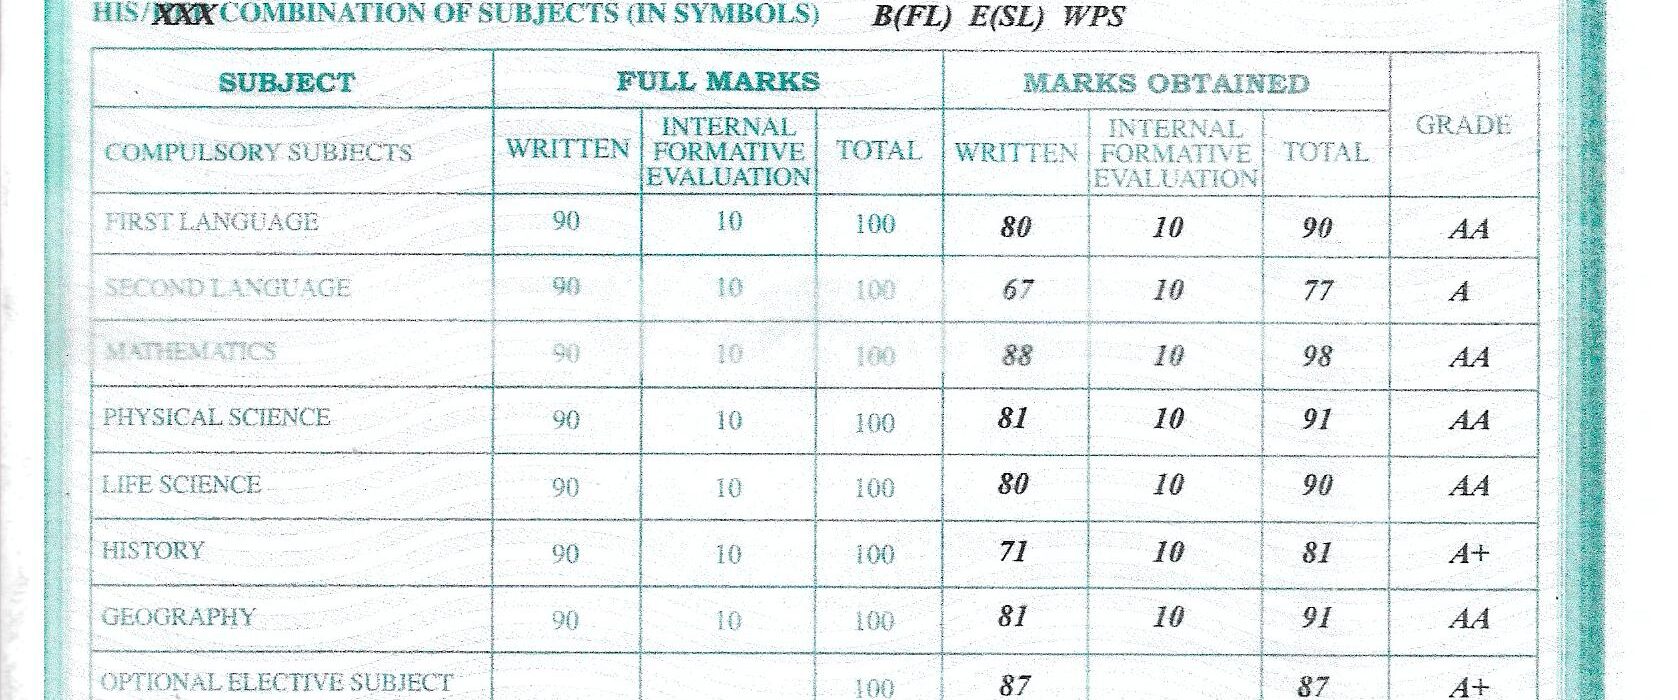 HIS/XXX COMBINATION OF SUBJECTS (IN SYMBOLS) B(FL) E(SL) WPS
SUBJECT FULL MARKS MARKS OBTAINED GRADE
COMPULSORY SUBJECTS WRITTEN INTERNAL FORMATIVE EVALUATION TOTAL WRITTEN INTERNAL FORMATIVE EVALUATION TOTAL
FIRST LANGUAGE 90 10 100 80 10 90 AA
SECOND LANGUAGE 90 10 100 67 10 77 A
MATHEMATICS 90 10 100 88 10 98 AA
PHYSICAL SCIENCE 90 10 100 81 10 91 AA
LIFE SCIENCE 90 10 100 80 10 90 AA
HISTORY 90 10 100 71 10 81 A+
GEOGRAPHY 90 10 100 81 10 91 AA
OPTIONAL ELECTIVE SUBJECT 100 87 87 A+